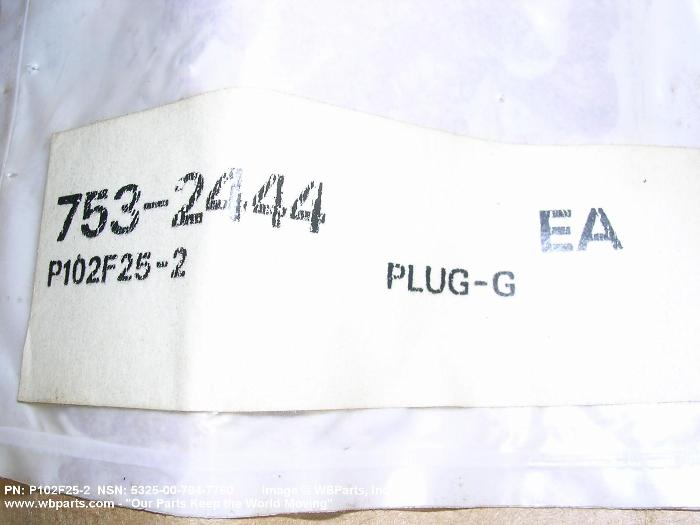 753-2444
EA
P102F25-2
PLUG-G
PN: P102F25-2 NSN: 5325-00-764-7760 Image © WBParts, Inc
www.wbparts.com - "Our Parts Keep the World Moving"